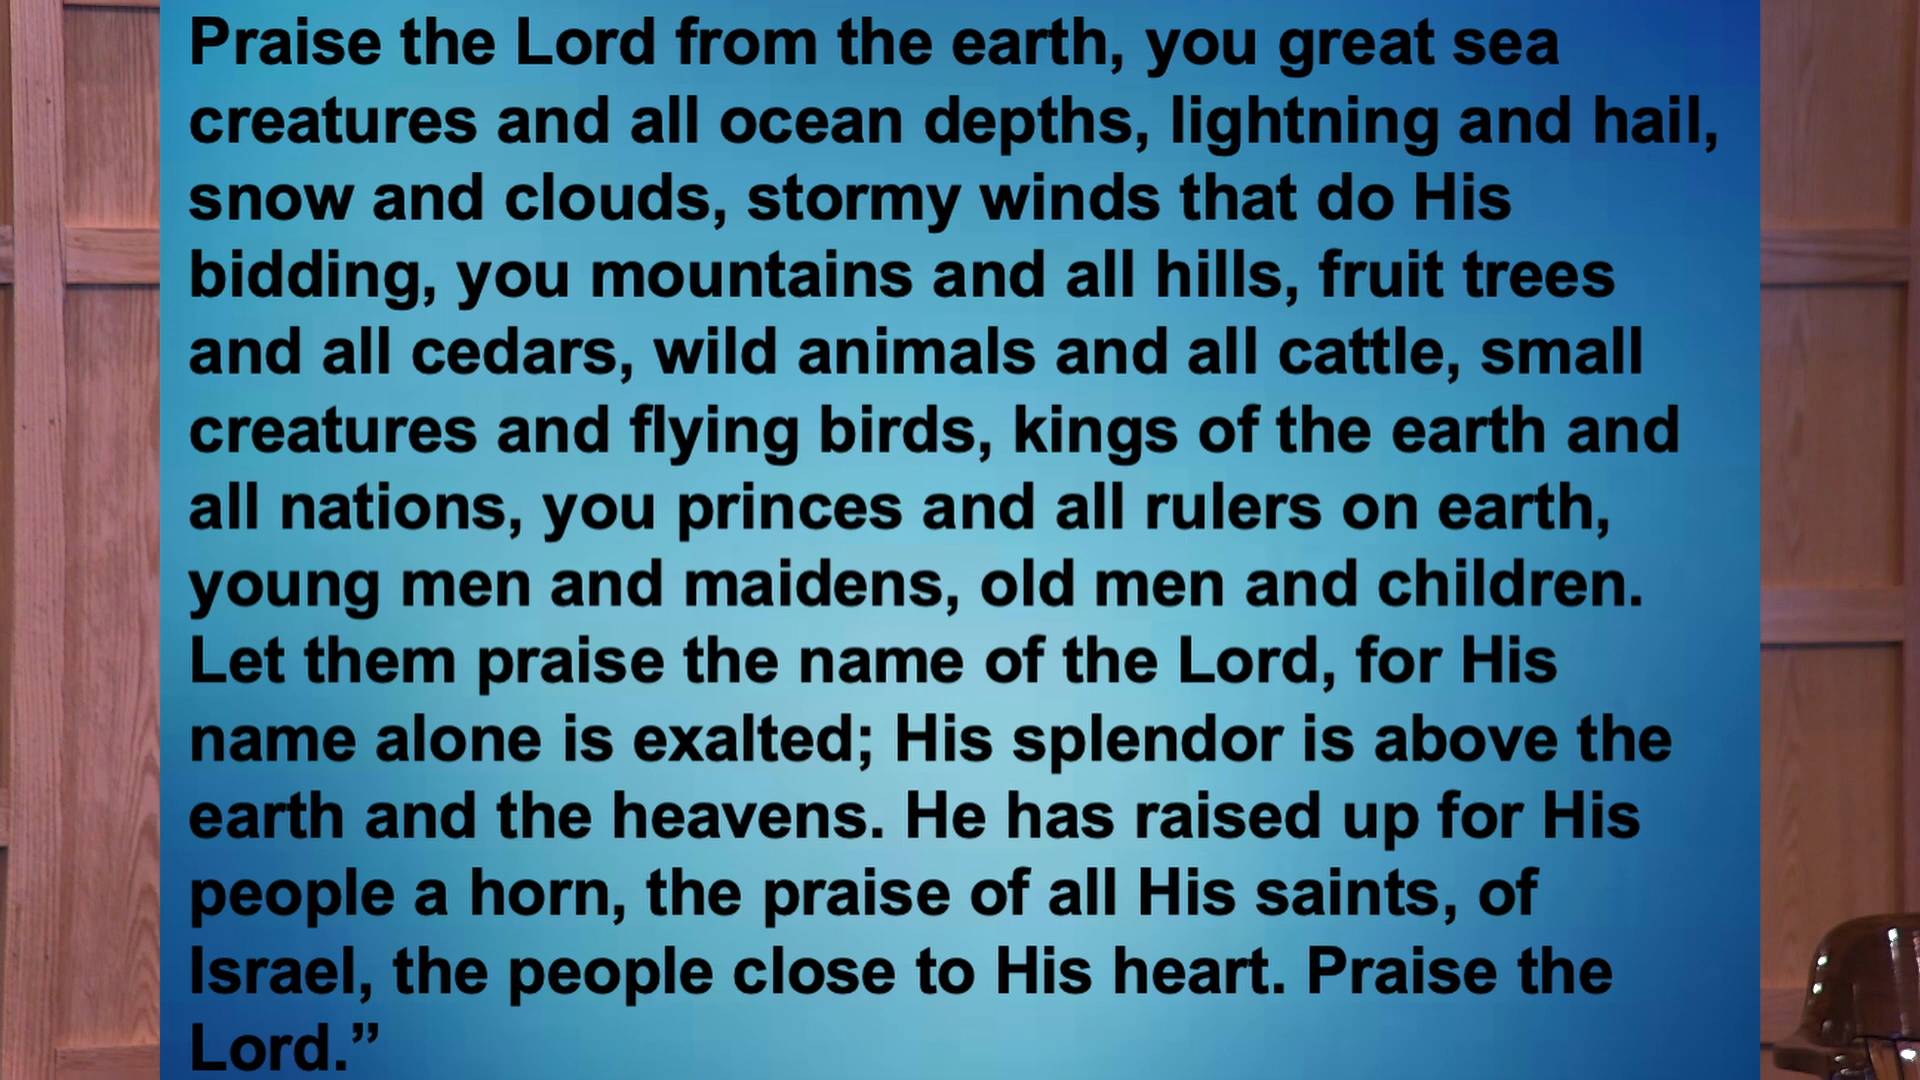 Praise the Lord from the earth, you great sea
creatures and all ocean depths, lightning and hail,
snow and clouds, stormy winds that do His
bidding, you mountains and all hills, fruit trees
and all cedars, wild animals and all cattle, small
creatures and flying birds, kings of the earth and
all nations, you princes and all rulers on earth,
young men and maidens, old men and children.
Let them praise the name of the Lord, for His
name alone is exalted; His splendor is above the
earth and the heavens. He has raised up for His
people a horn, the praise of all His saints, of
Israel, the people close to His heart. Praise the
Lord.”